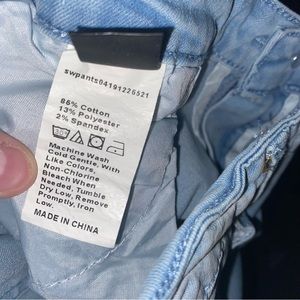 swpants04191226521
85% Cotton
13% Polyester
2% Spandex
Machine Wash
Cold Gentle, With
Like Colors,
Non-Chlorine
Bleach When
Needed, Tumble
Dry Low, Remove
Promptly, Iron
Low.
MADE IN CHINA